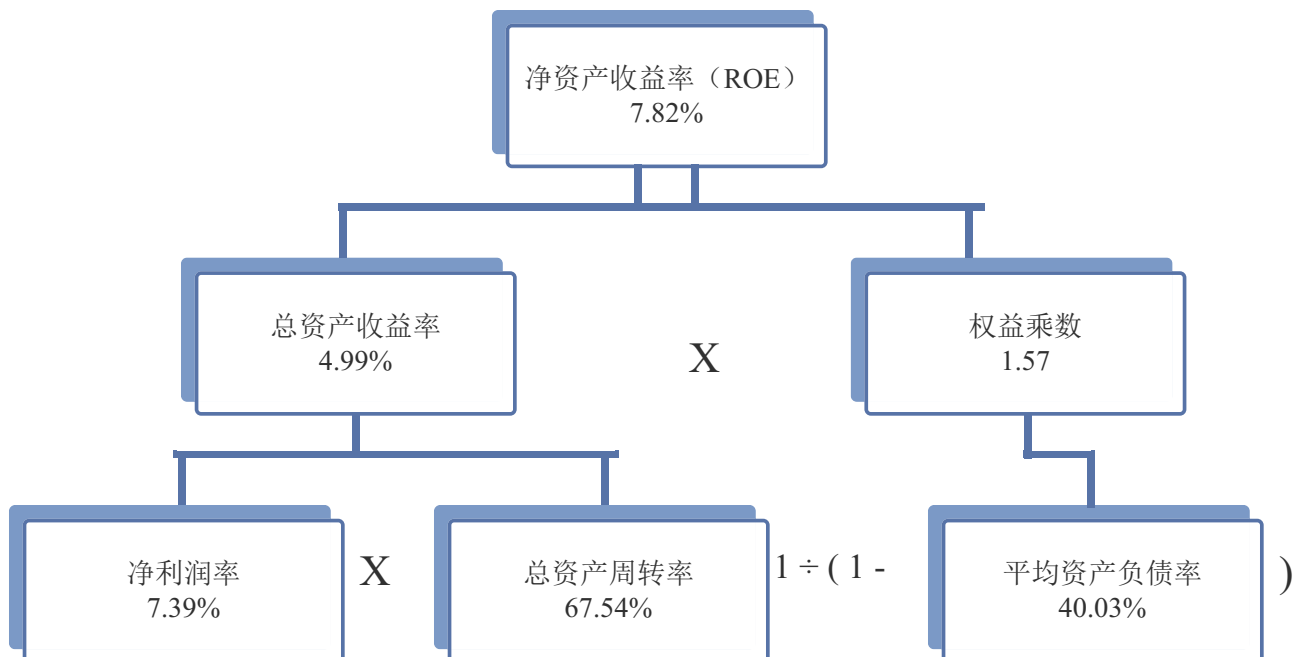 净资产收益率（ROE）
7.82%
总资产收益率
4.99%
X
权益乘数
1.57
净利润率
7.39%
X
总资产周转率
67.54%
1 ÷ ( 1 -
平均资产负债率
40.03%
)